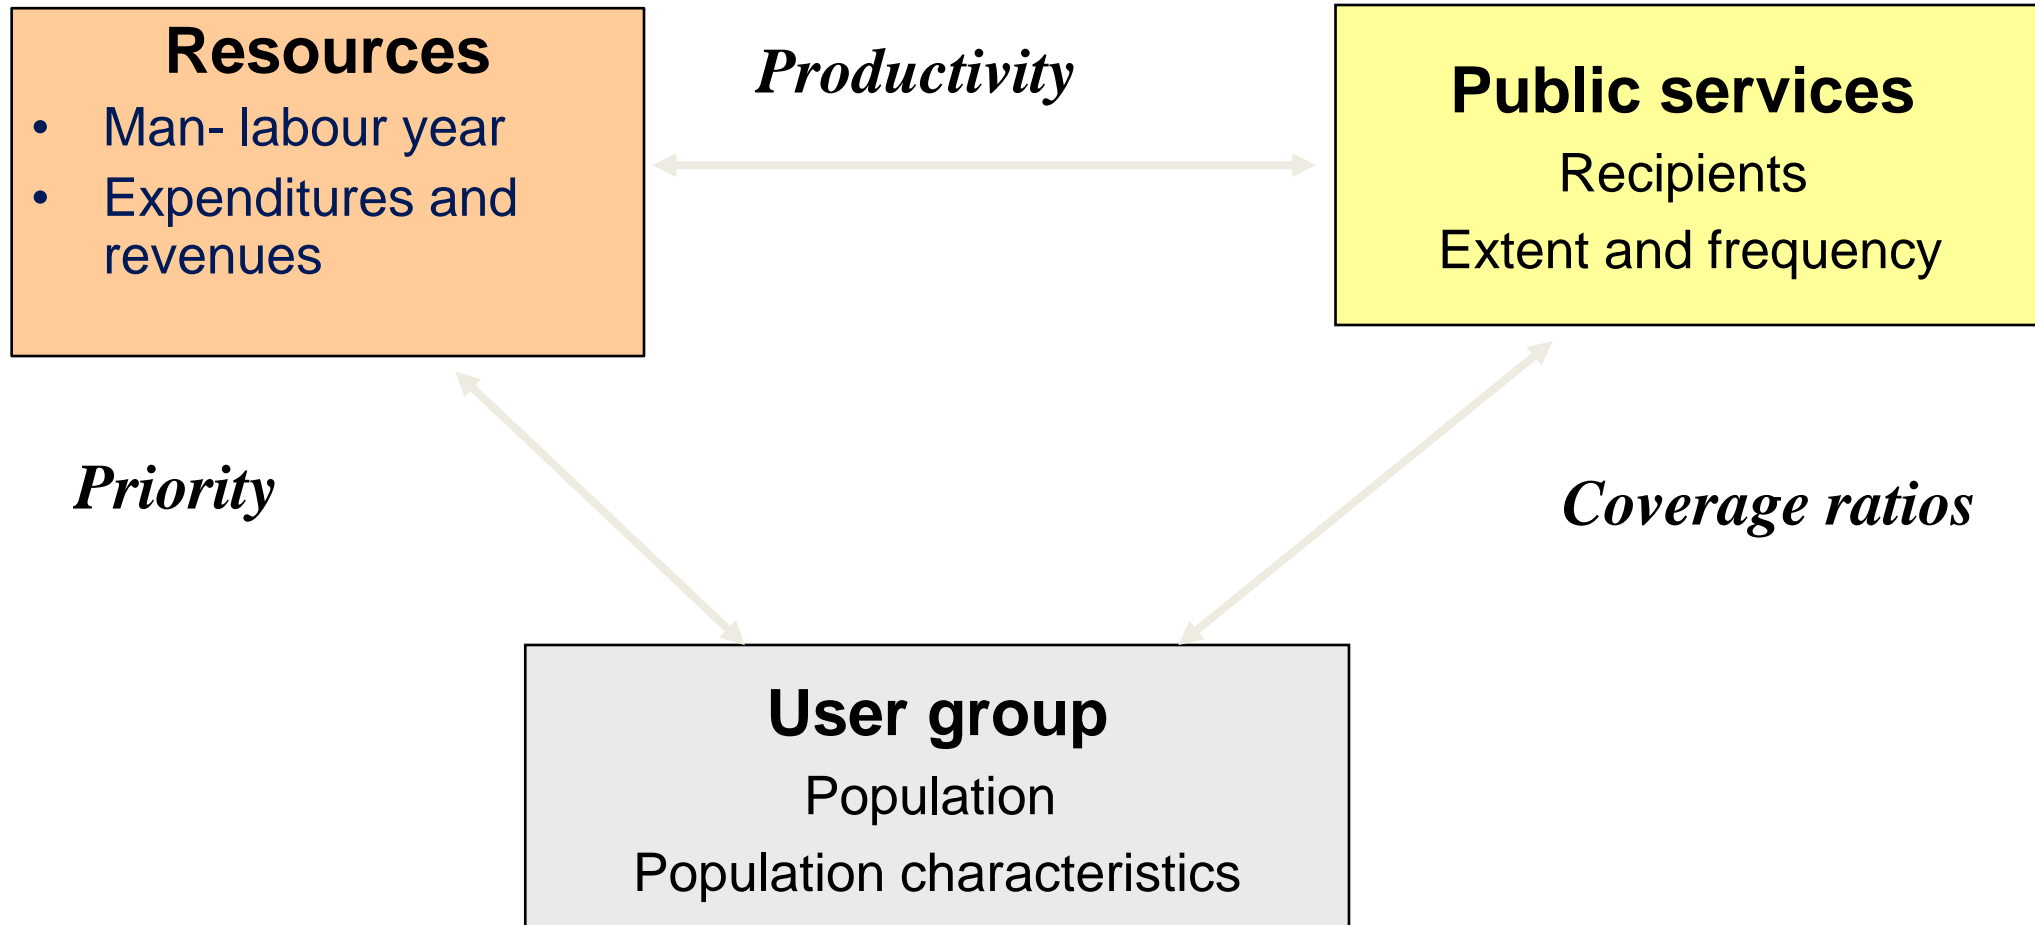 Resources
• Man- labour year
• Expenditures and
revenues
Productivity
Public services
Recipients
Extent and frequency
Priority
Coverage ratios
User group
Population
Population characteristics